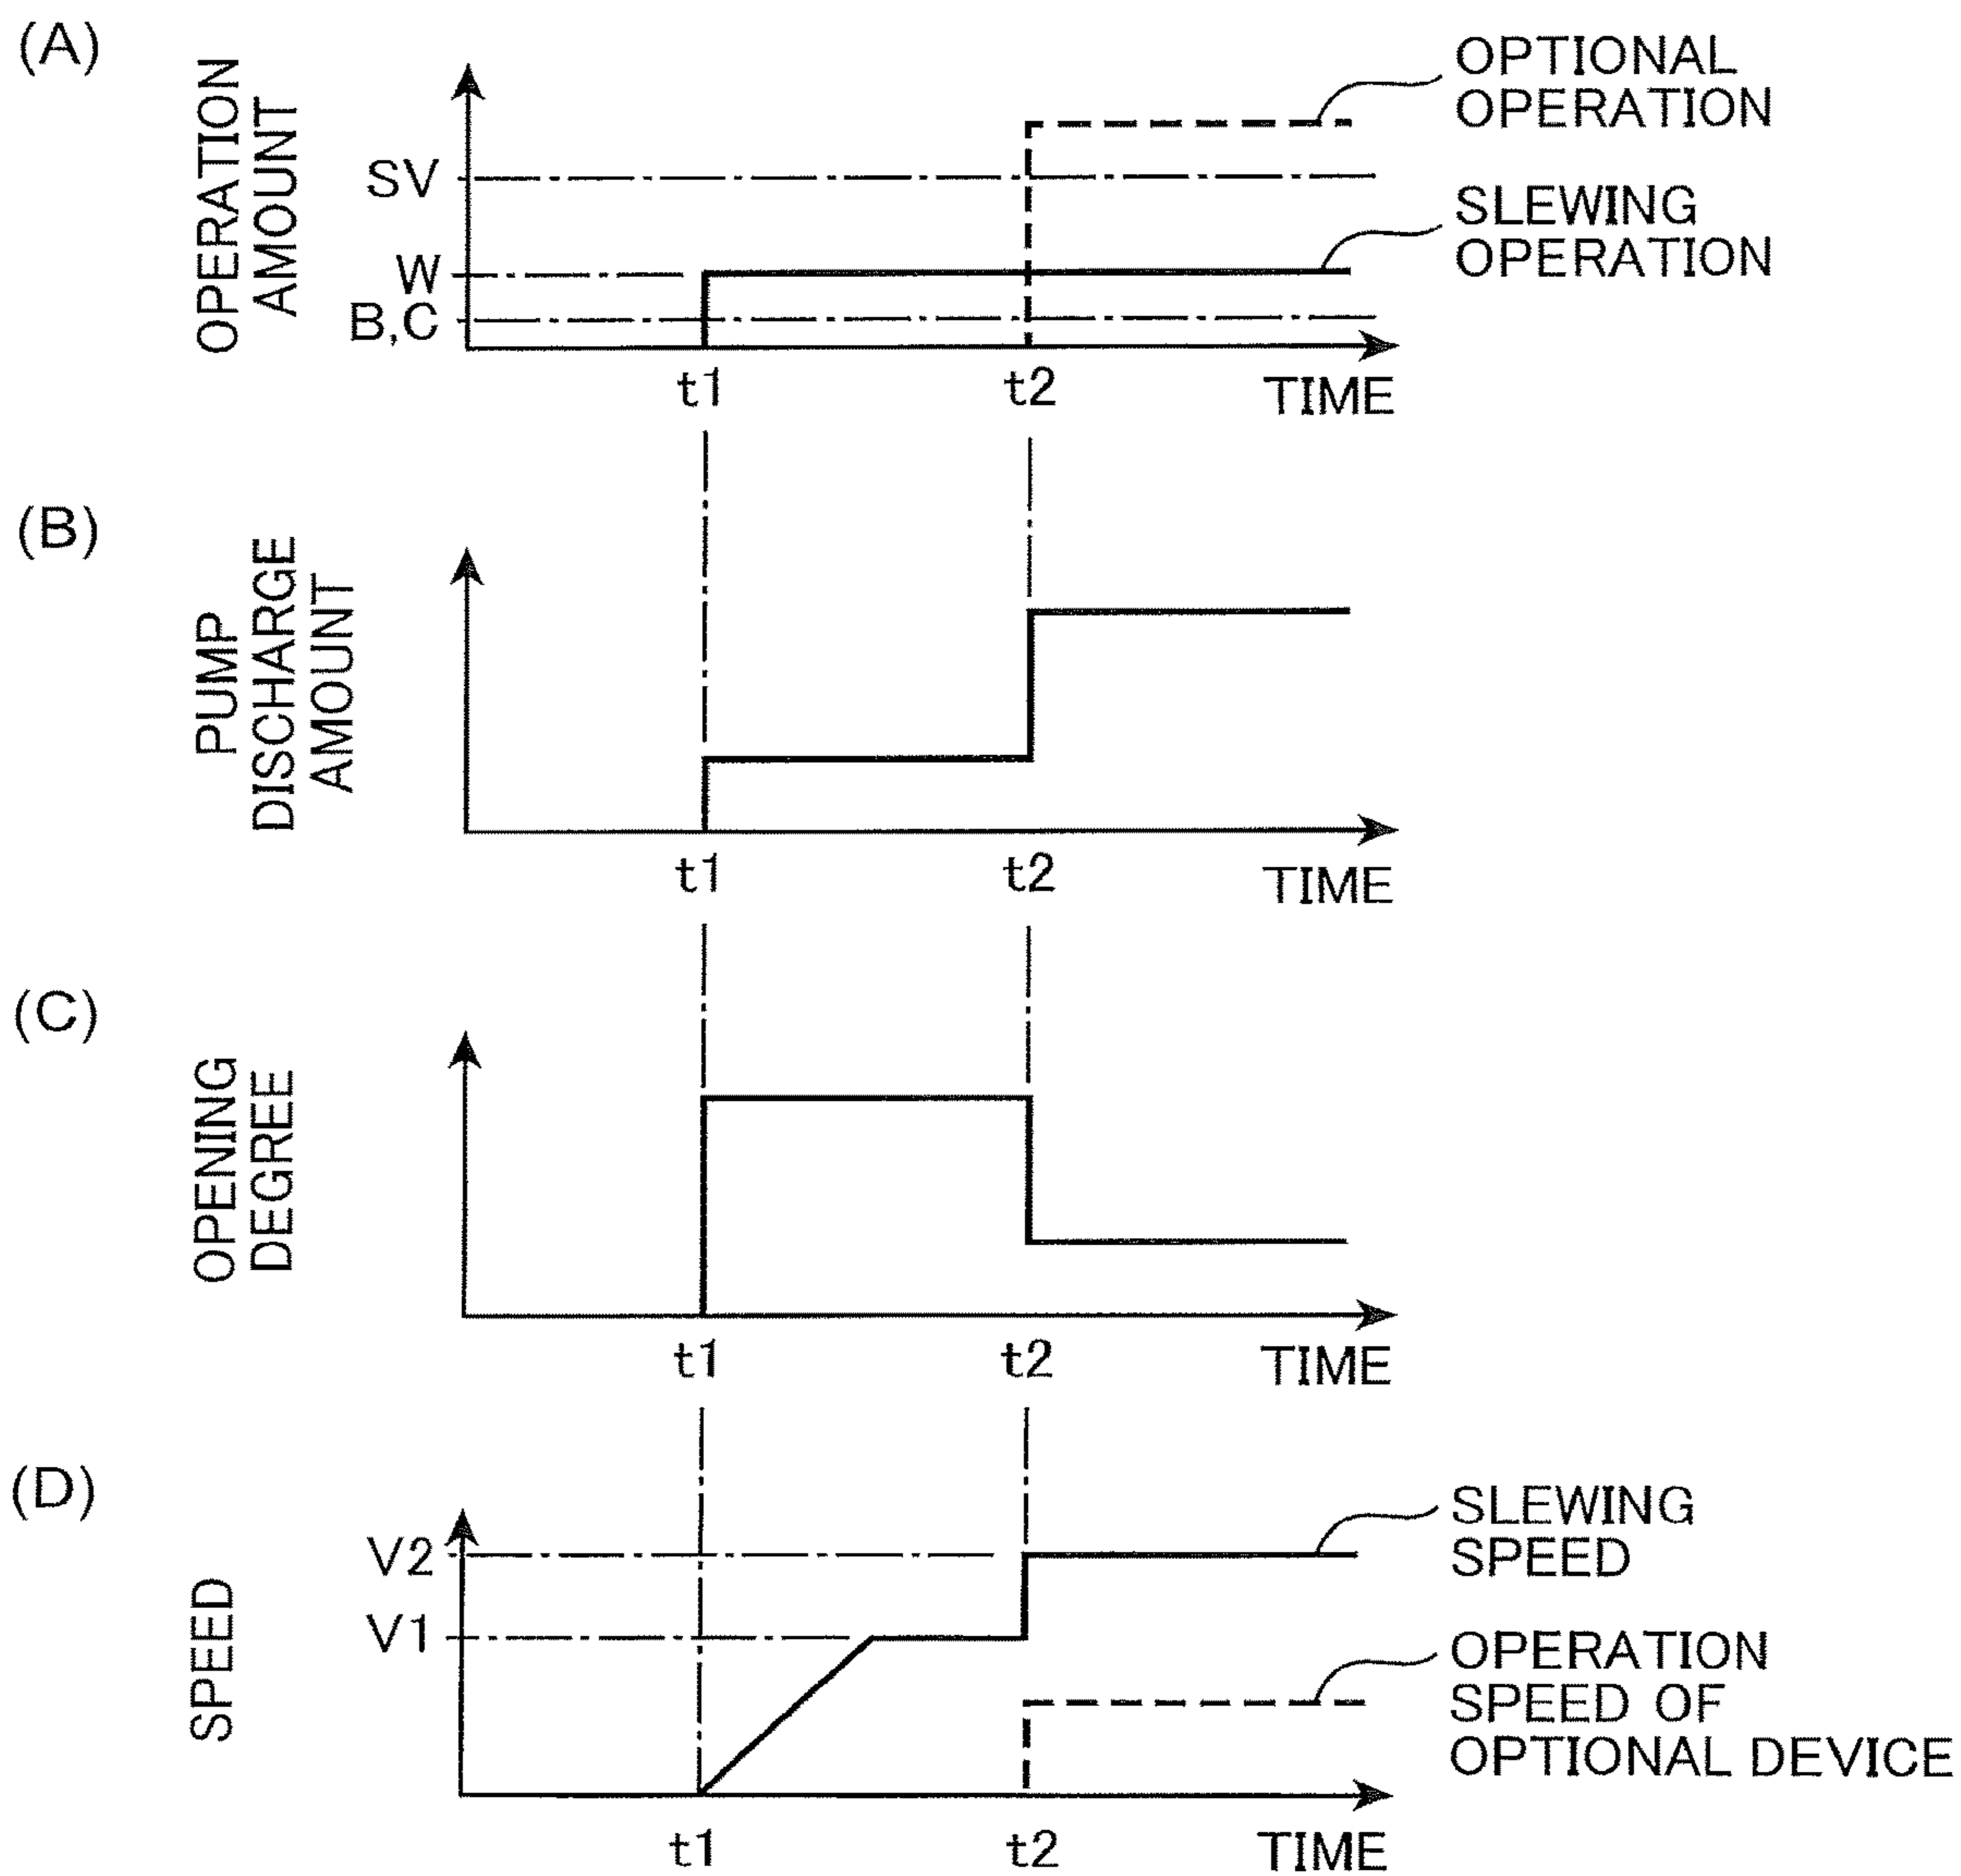 (A)
OPERATION
AMOUNT
SV
W
B,C
t1
t2
TIME
OPTIONAL
OPERATION
SLEWING
OPERATION
(B)
PUMP
DISCHARGE
AMOUNT
t1
t2
TIME
(C)
OPENING
DEGREE
t1
t2
TIME
(D)
SPEED
V2
V1
t1
t2
TIME
SLEWING
SPEED
OPERATION
SPEED OF
OPTIONAL DEVICE